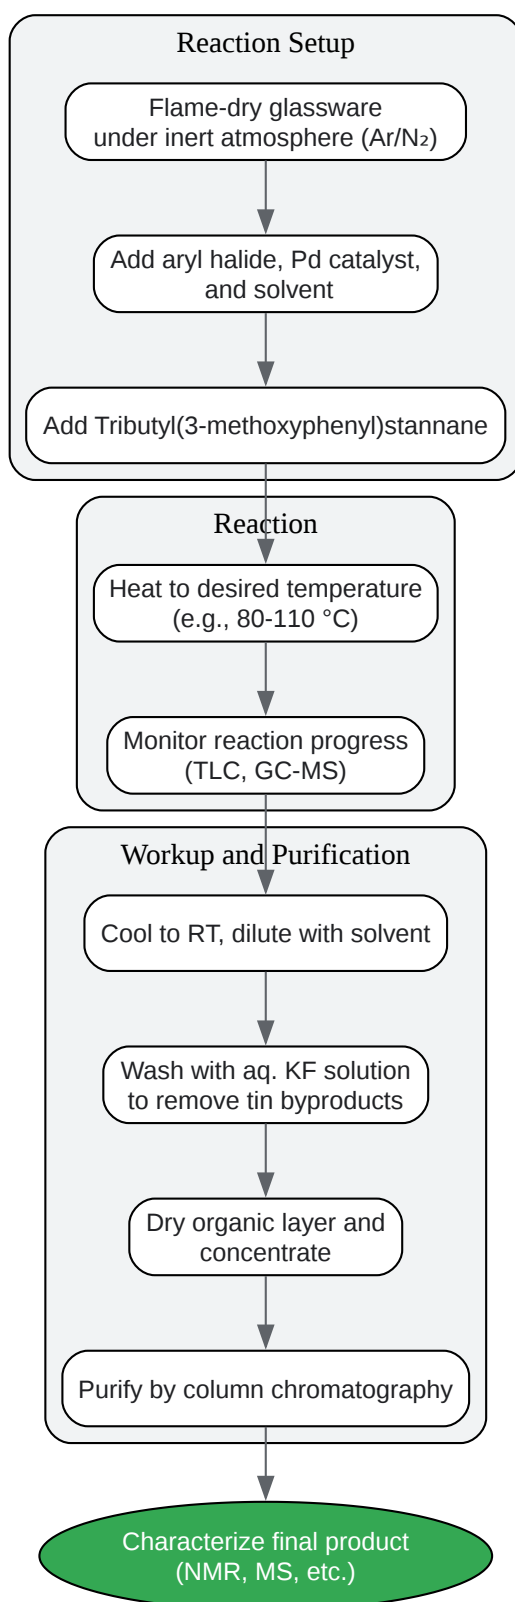 Reaction Setup
Flame-dry glassware
under inert atmosphere (Ar/N₂)
Add aryl halide, Pd catalyst,
and solvent
Add Tributyl(3-methoxyphenyl)stannane
Reaction
Heat to desired temperature
(e.g., 80-110 °C)
Monitor reaction progress
(TLC, GC-MS)
Workup and Purification
Cool to RT, dilute with solvent
Wash with aq. KF solution
to remove tin byproducts
Dry organic layer and
concentrate
Purify by column chromatography
Characterize final product
(NMR, MS, etc.)